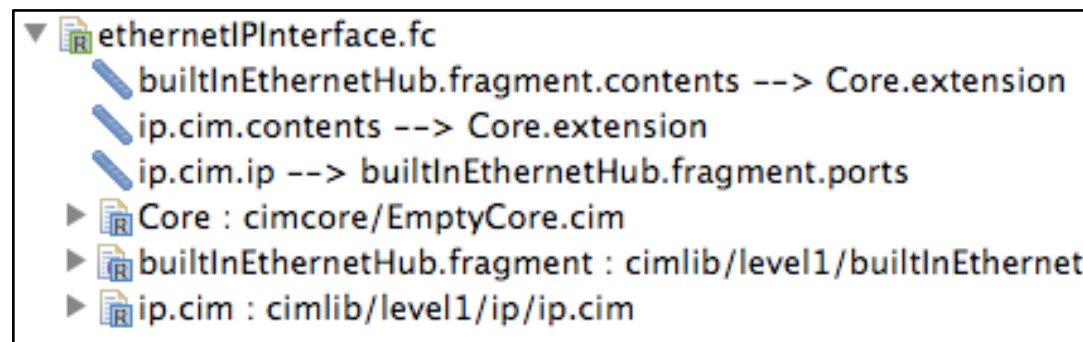 ethernetIPInterface.fc
builtInEthernetHub.fragment.contents --> Core.extension
ip.cim.contents --> Core.extension
ip.cim.ip --> builtInEthernetHub.fragment.ports
Core : cimcore/EmptyCore.cim
builtInEthernetHub.fragment : cimlib/level1/builtInEthernet
ip.cim : cimlib/level1/ip/ip.cim